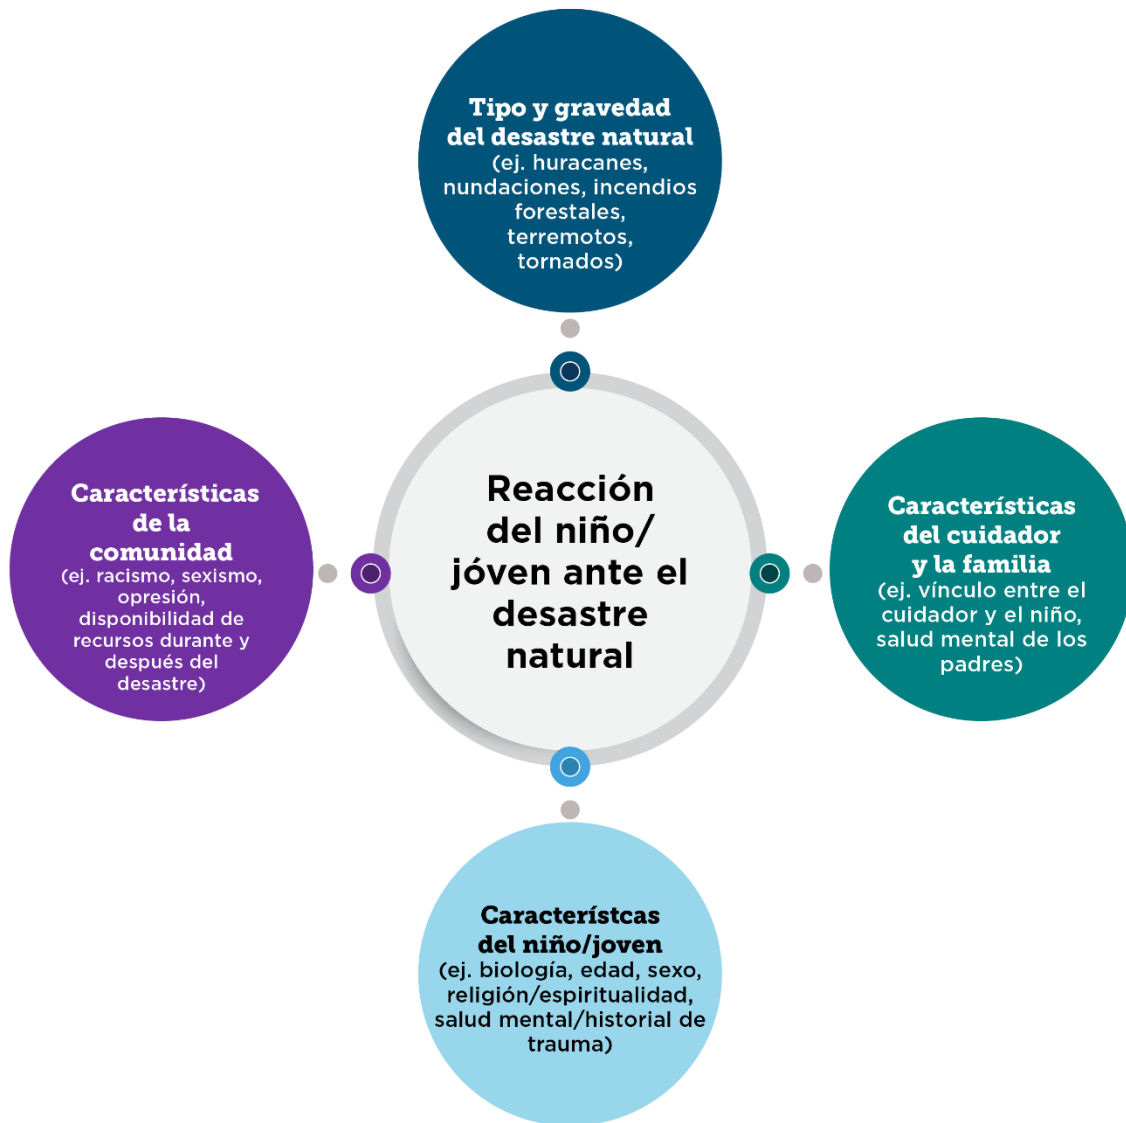 Tipo y gravedad
del desastre natural
(ej. huracanes,
nundaciones, incendios
forestales,
terremotos,
tornados)
Características
de la
comunidad
(ej. racismo, sexismo,
opresión,
disponibilidad de
recursos durante y
después del
desastre)
Reacción
del niño/
jóven ante el
desastre
natural
Características
del cuidador
y la familia
(ej. vínculo entre el
cuidador y el niño,
salud mental de los
padres)
Característcas
del niño/joven
(ej. biología, edad, sexo,
religión/espiritualidad,
salud mental/historial de
trauma)